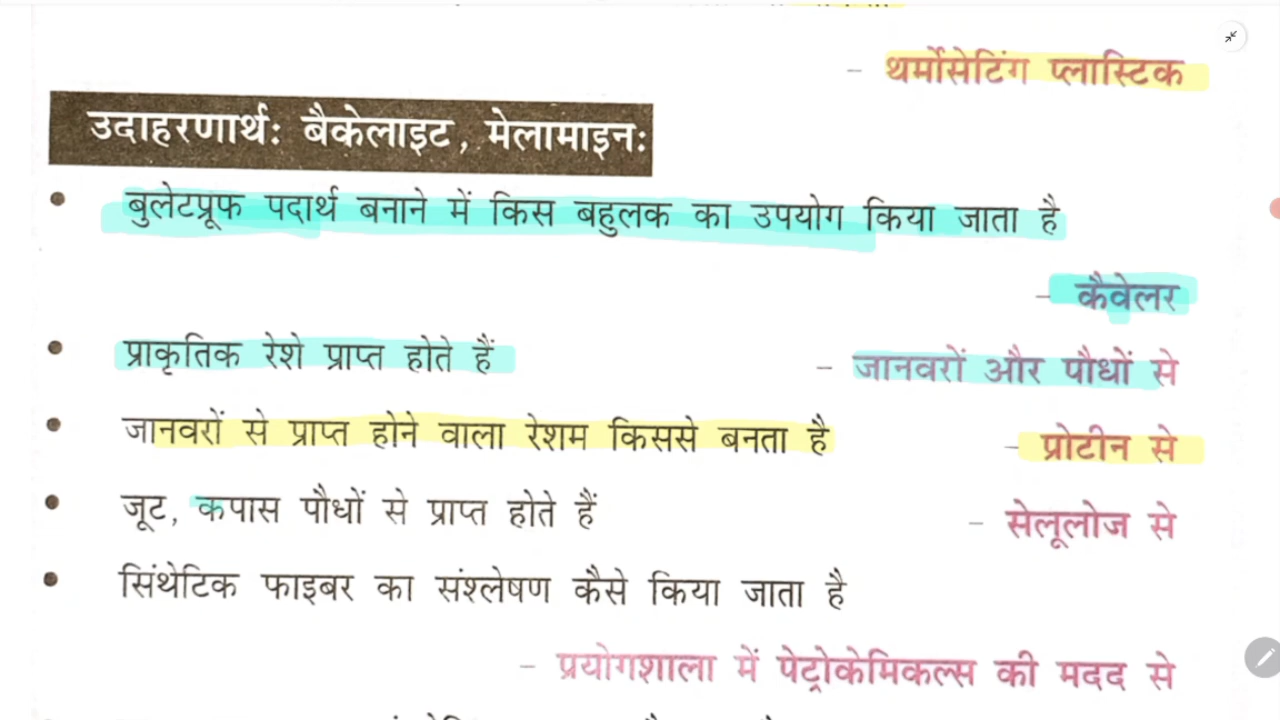 – थर्मोसेटिंग प्लास्टिक
उदाहरणार्थः बैकेलाइट, मेलामाइनः
• बुलेटप्रूफ पदार्थ बनाने में किस बहुलक का उपयोग किया जाता है
– कैवेलर
• प्राकृतिक रेशे प्राप्त होते हैं – जानवरों और पौधों से
• जानवरों से प्राप्त होने वाला रेशम किससे बनता है – प्रोटीन से
• जूट, कपास पौधों से प्राप्त होते हैं – सेलूलोज से
• सिंथेटिक फाइबर का संश्लेषण कैसे किया जाता है
– प्रयोगशाला में पेट्रोकेमिकल्स की मदद से